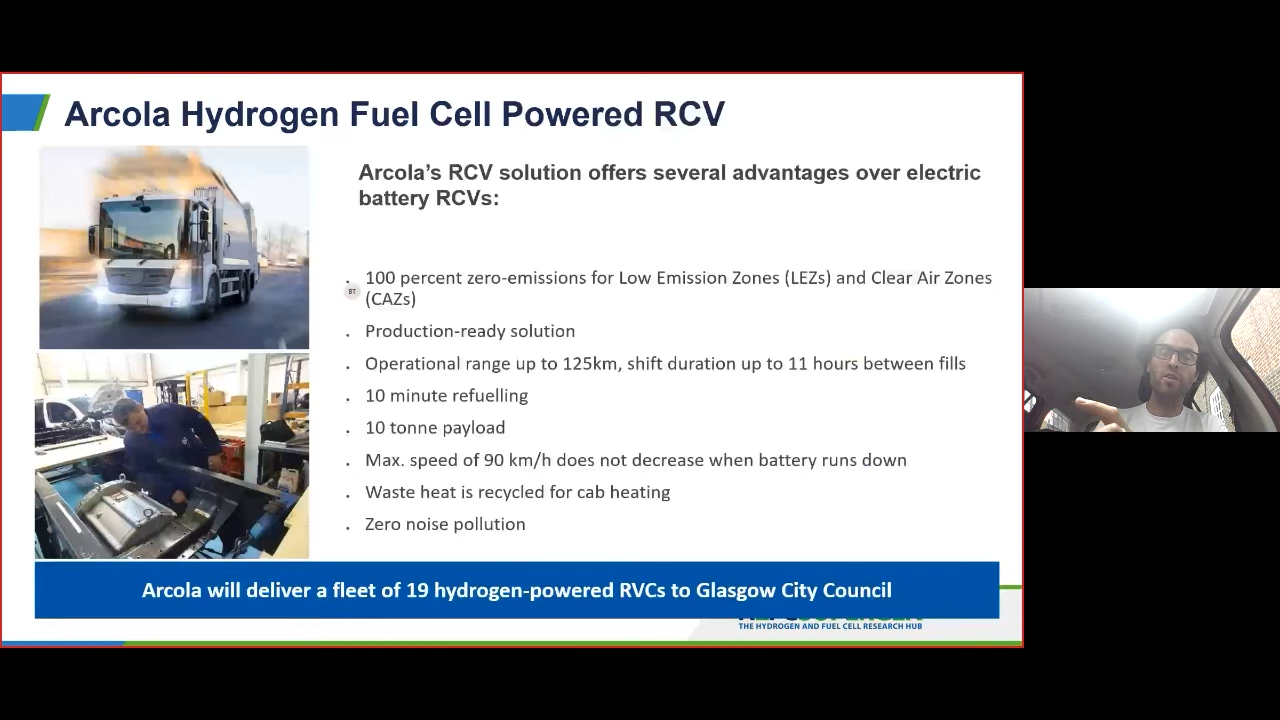 Arcola Hydrogen Fuel Cell Powered RCV
Arcola’s RCV solution offers several advantages over electric
battery RCVs:
100 percent zero-emissions for Low Emission Zones (LEZs) and Clear Air Zones
BT
(CAZs)
Production-ready solution
Operational range up to 125km, shift duration up to 11 hours between fills
10 minute refuelling
10 tonne payload
Max. speed of 90 km/h does not decrease when battery runs down
Waste heat is recycled for cab heating
Zero noise pollution
Arcola will deliver a fleet of 19 hydrogen-powered RVCs to Glasgow City Council
THE HYDROGEN AND FUEL CELL RESEARCH HUB